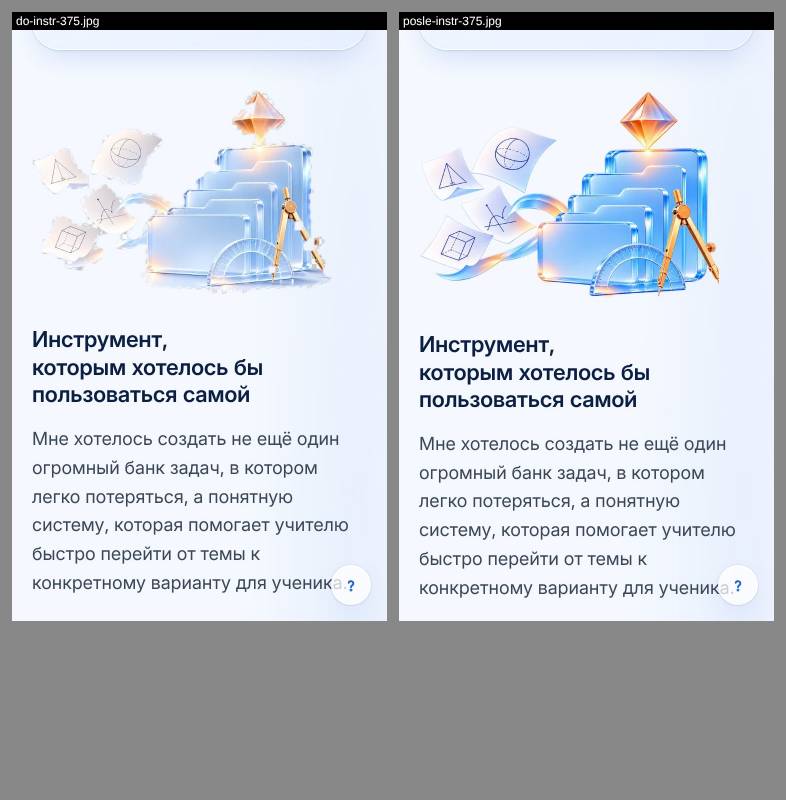 do-instr-375.jpg
Инструмент,
которым хотелось бы
пользоваться самой
Мне хотелось создать не ещё один
огромный банк задач, в котором
легко потеряться, а понятную
систему, которая помогает учителю
быстро перейти от темы к
конкретному варианту для ученика.
?
posle-instr-375.jpg
Инструмент,
которым хотелось бы
пользоваться самой
Мне хотелось создать не ещё один
огромный банк задач, в котором
легко потеряться, а понятную
систему, которая помогает учителю
быстро перейти от темы к
конкретному варианту для ученика.
?